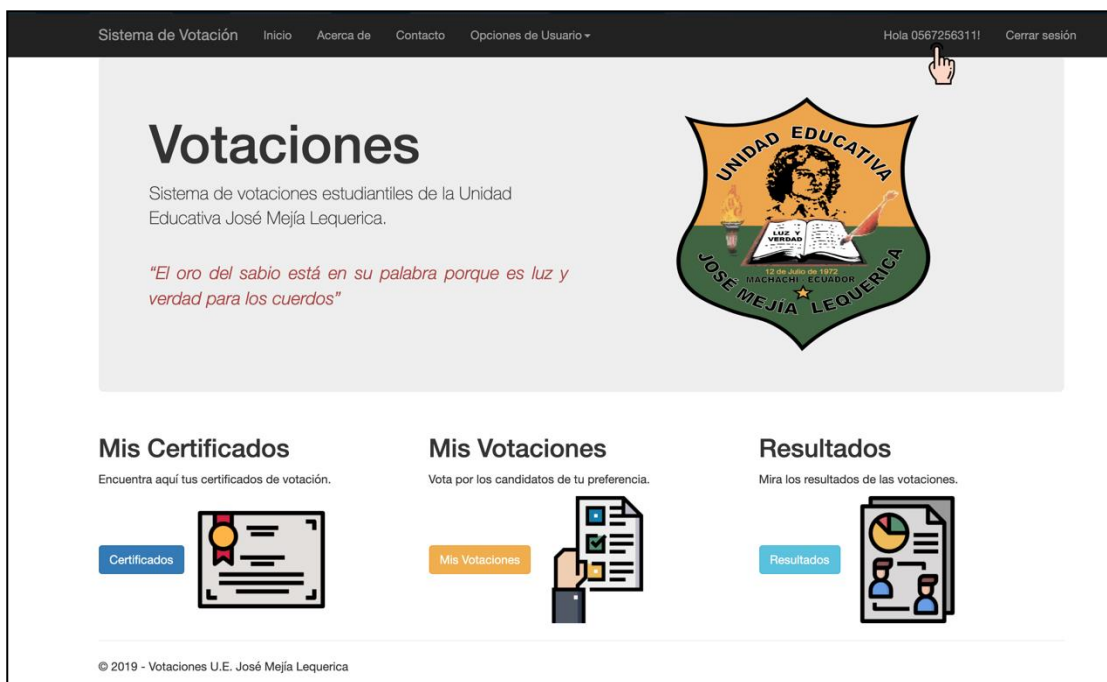 Sistema de Votación Inicio Acerca de Contacto Opciones de Usuario Hola 0567256311! Cerrar sesión
Votaciones
Sistema de votaciones estudiantiles de la Unidad
Educativa José Mejía Lequerica.
"El oro del sabio está en su palabra porque es luz y
verdad para los cuerdos"
UNIDAD EDUCATIVA
LUZ Y
VERDAD
12 de Julio de 1972
MACHACHI - ECUADOR
JOSE MEJÍA LEQUERICA
Mis Certificados
Encuentra aquí tus certificados de votación.
Certificados
Mis Votaciones
Vota por los candidatos de tu preferencia.
Mis Votaciones
Resultados
Mira los resultados de las votaciones.
Resultados
© 2019 - Votaciones U.E. José Mejía Lequerica